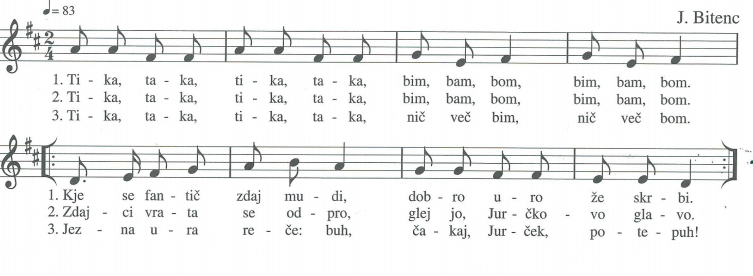 ♩= 83
J. Bitenc
2
4
1. Ti - ka, ta - ka, ti - ka, ta - ka, bim, bam, bom, bim, bam, bom.
2. Ti - ka, ta - ka, ti - ka, ta - ka, bim, bam, bom, bim, bam, bom.
3. Ti - ka, ta - ka, ti - ka, ta - ka, nič več bim, nič več bom.
1. Kje se fan - tič zdaj mu - di, dob - ro u - ro že skr - bi.
2. Zdaj - ci vra - ta se od - pro, glej jo, Jur - čko - vo gla - vo.
3. Jez - na u - ra re - če: buh, ča - kaj, Jur - ček, po - te - puh!